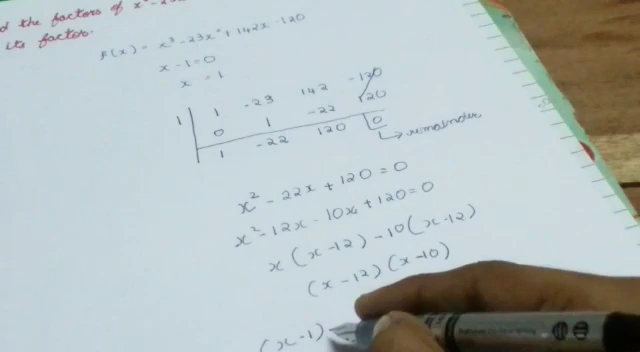 d the factors of x³ - 23
its factor.
f(x) = x³ - 23x² + 142x - 120
x - 1 = 0
x = 1
1 | 1 -23 142 -120
0 1 -22 120
1 -22 120 0
↳ remainder
x² - 22x + 120 = 0
x² - 12x - 10x + 120 = 0
x (x - 12) - 10 (x - 12)
(x - 12) (x - 10)
(x - 1)